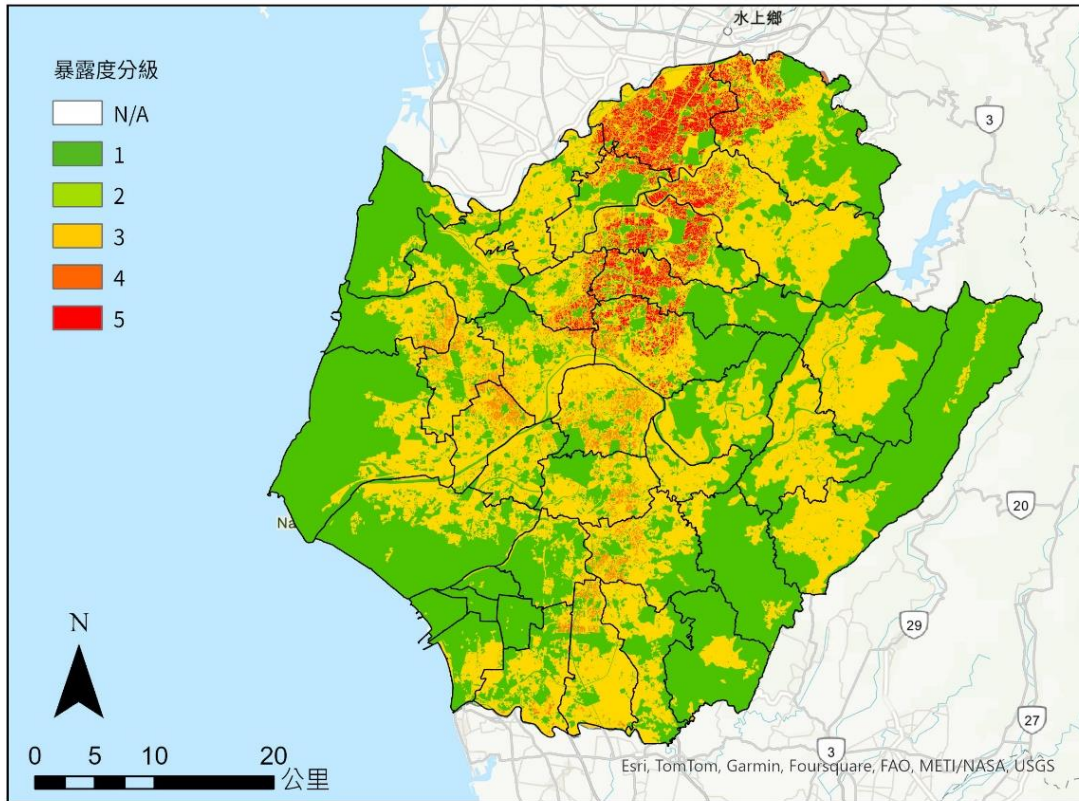 水上鄉
暴露度分級
N/A
1
2
3
4
5
3
20
Na
29
27
3
N
0 5 10 20
公里
Esri, TomTom, Garmin, Foursquare, FAO, METI/NASA, USGS